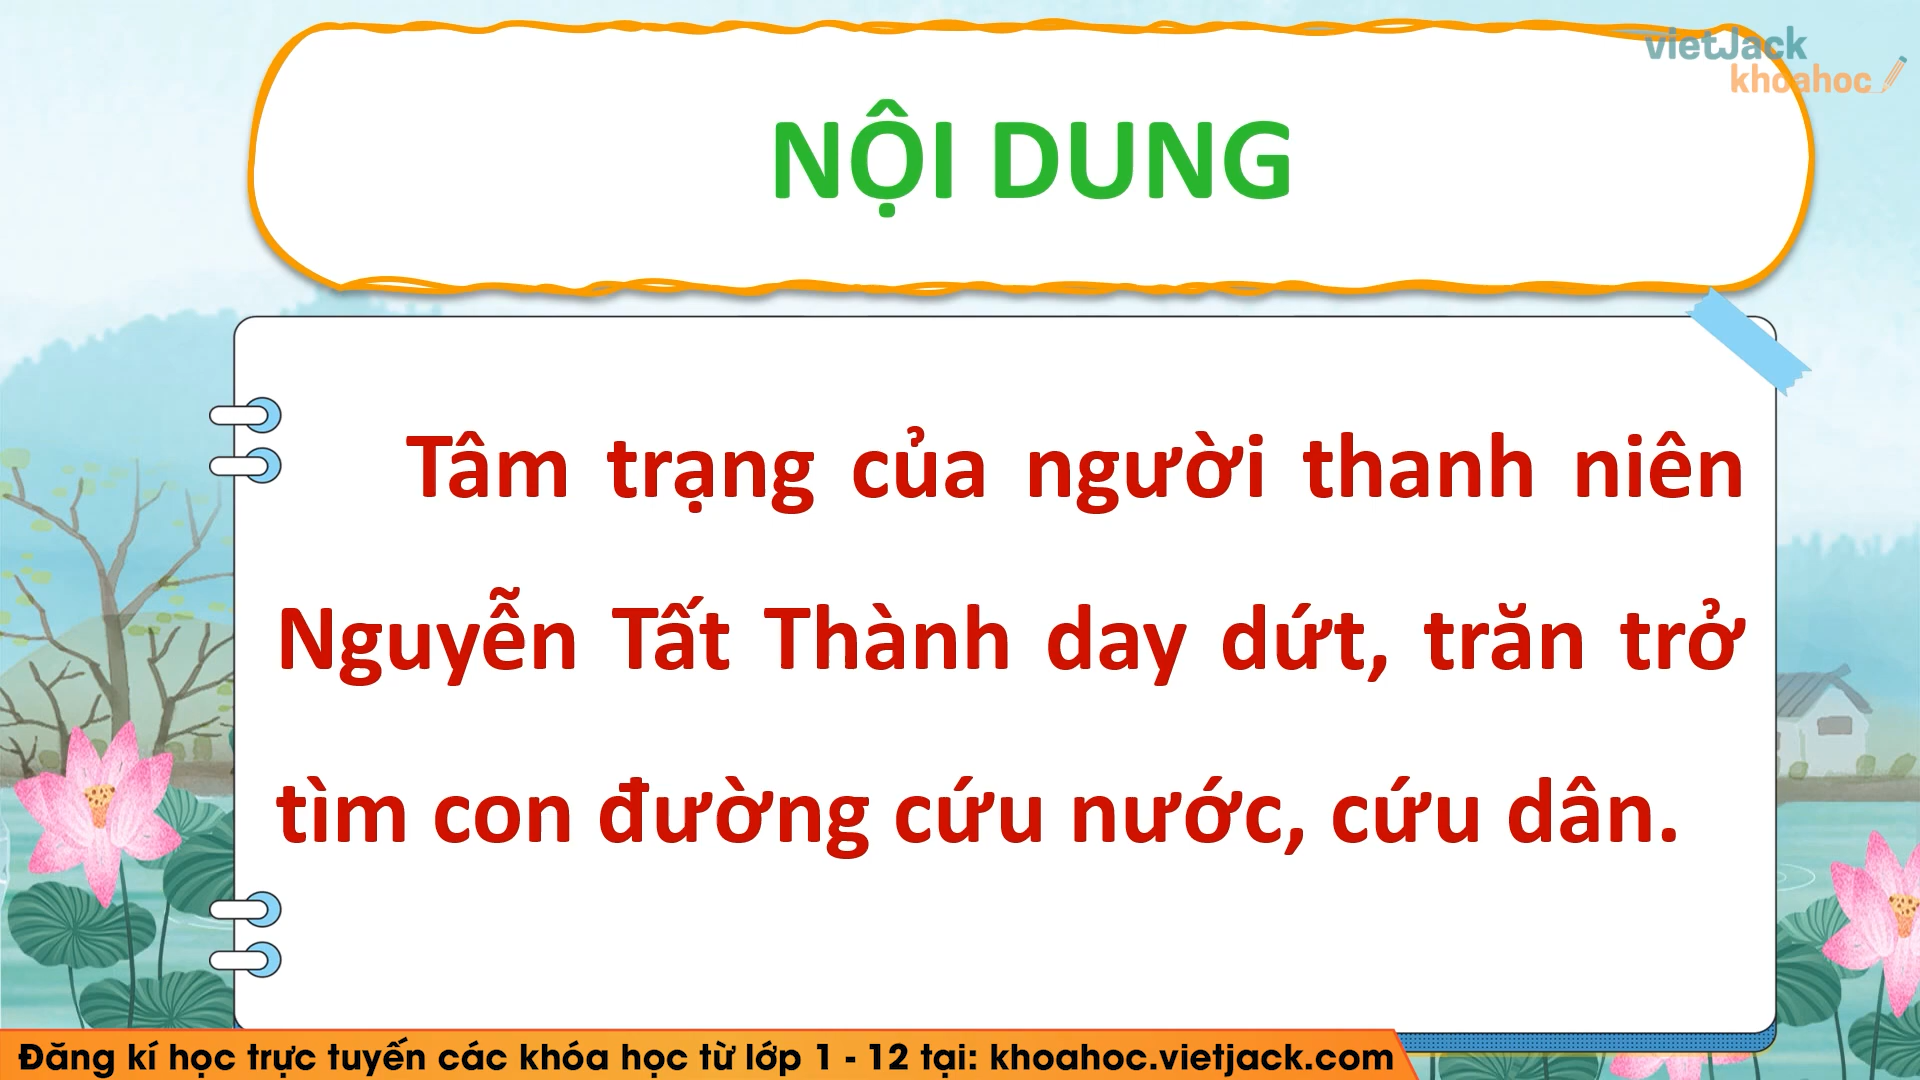 vietJack
khoahoc
NỘI DUNG
Tâm trạng của người thanh niên
Nguyễn Tất Thành day dứt, trăn trở
tìm con đường cứu nước, cứu dân.
Đăng kí học trực tuyến các khóa học từ lớp 1 - 12 tại: khoahoc.vietjack.com